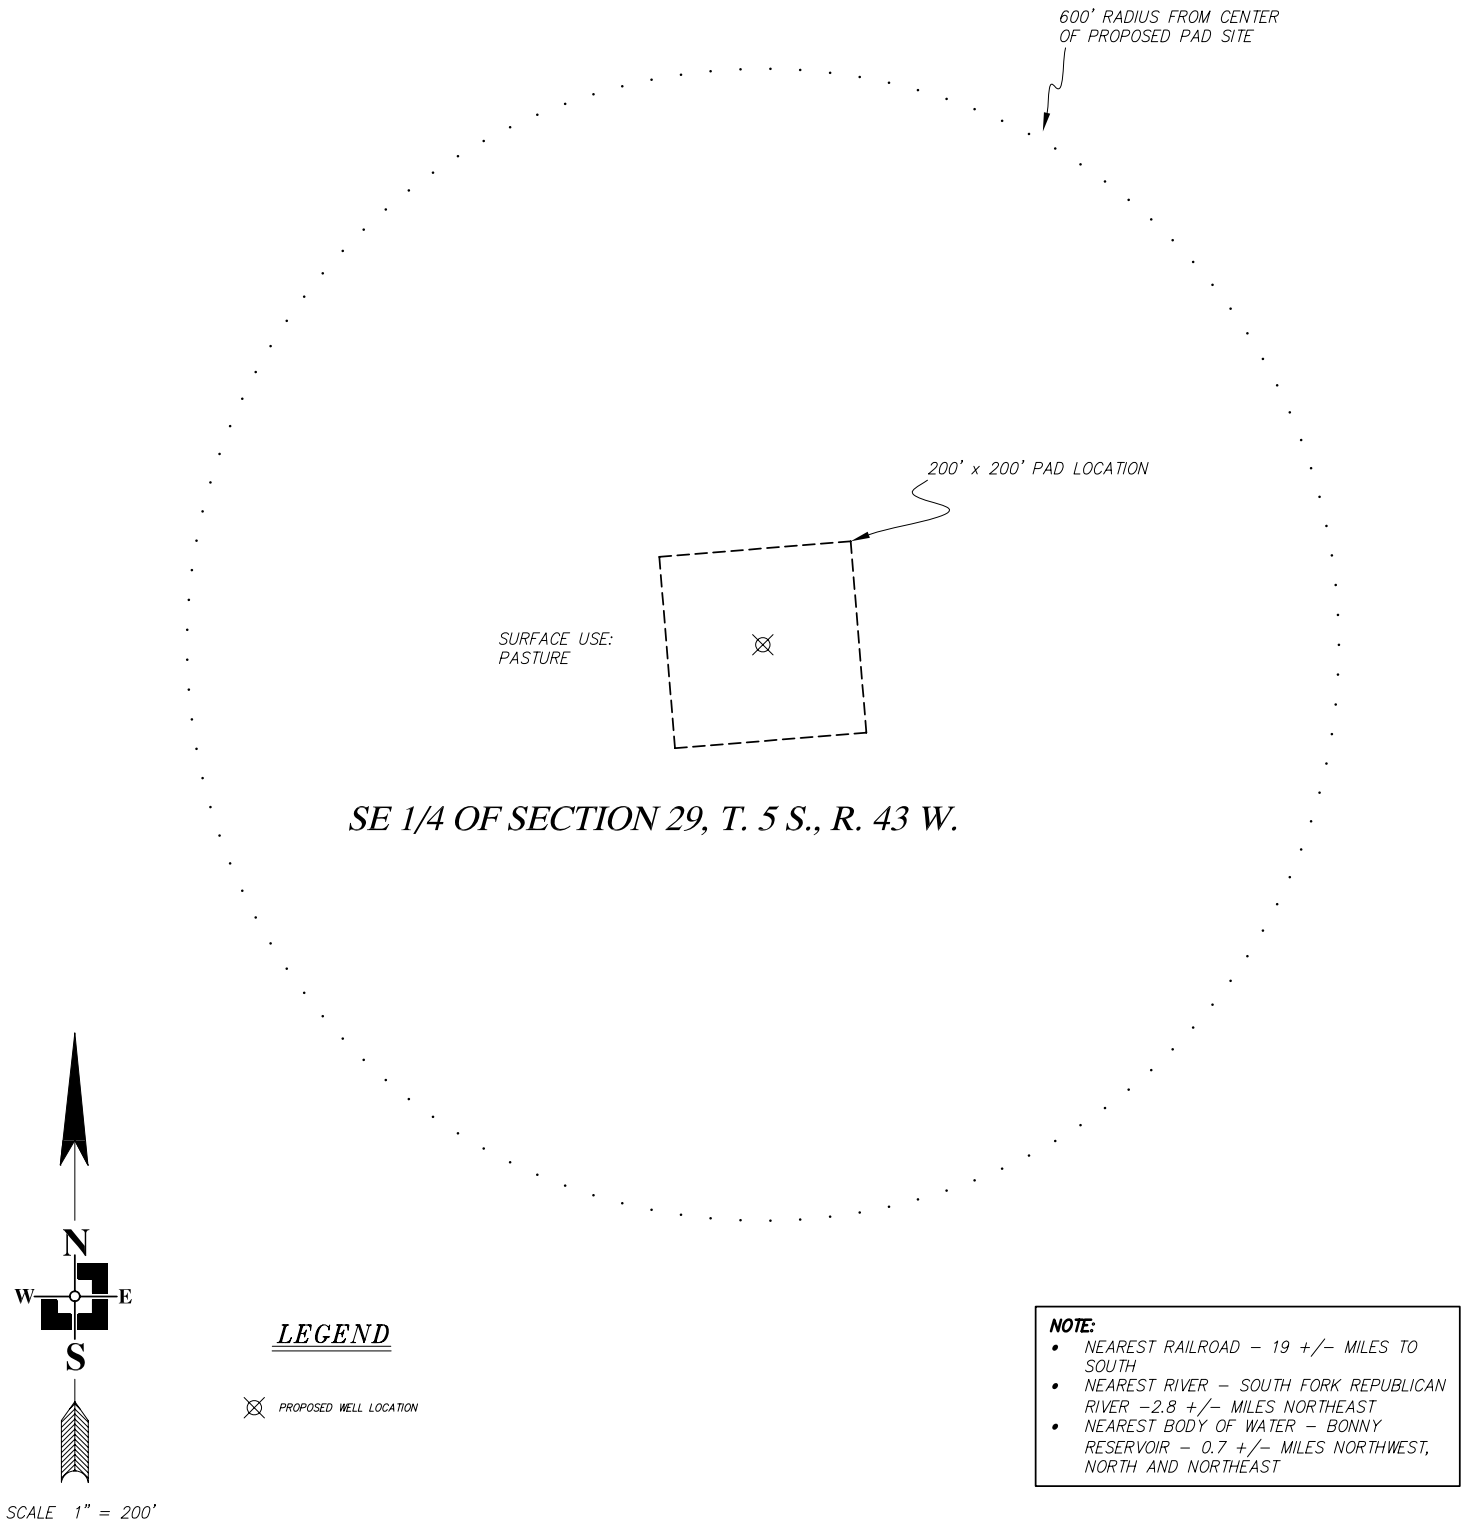 600' RADIUS FROM CENTER
OF PROPOSED PAD SITE
200' x 200' PAD LOCATION
SURFACE USE:
PASTURE
SE 1/4 OF SECTION 29, T. 5 S., R. 43 W.
N
W
E
S
SCALE 1" = 200'
LEGEND
PROPOSED WELL LOCATION
NOTE:
• NEAREST RAILROAD – 19 +/– MILES TO
SOUTH
• NEAREST RIVER – SOUTH FORK REPUBLICAN
RIVER –2.8 +/– MILES NORTHEAST
• NEAREST BODY OF WATER – BONNY
RESERVOIR – 0.7 +/– MILES NORTHWEST,
NORTH AND NORTHEAST